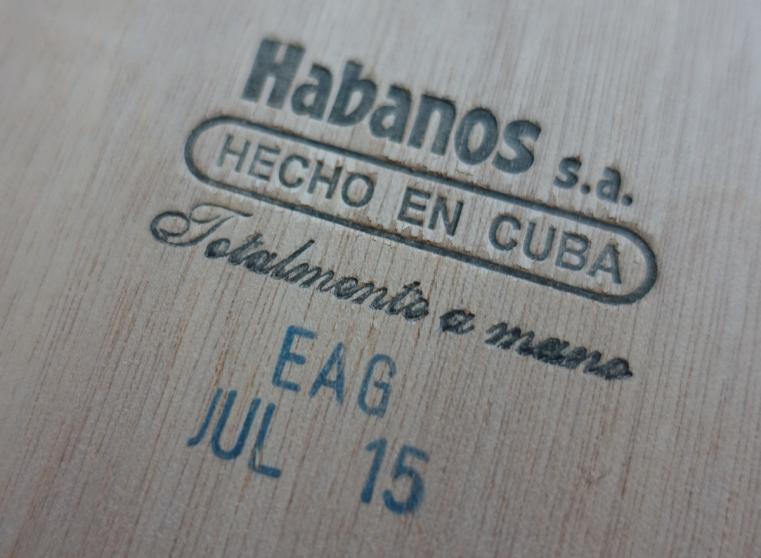 Habanos s.a.
HECHO EN CUBA
Totalmente a mano
EAG
JUL 15